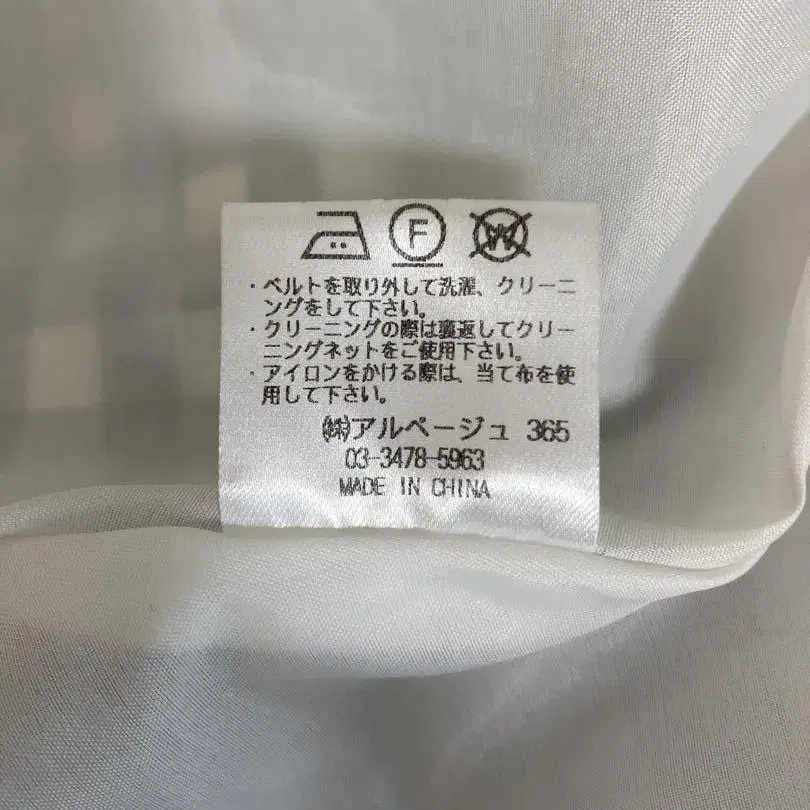 F W
・ベルトを取り外して洗濯、クリーニ
ングをして下さい。
・クリーニングの際は裏返してクリー
ニングネットをご使用下さい。
・アイロンをかける際は、当て布を使
用して下さい。
㈱アルページュ 365
03-3478-5963
MADE IN CHINA